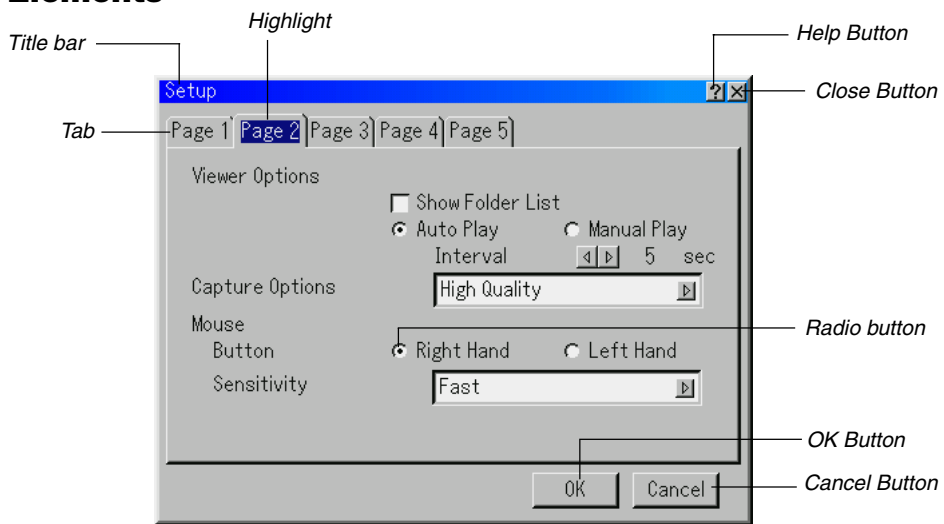 Elements
Highlight
Title bar
Help Button
Setup
?
Close Button
Tab
Page 1 Page 2 Page 3 Page 4 Page 5
Viewer Options
Show Folder List
Auto Play Manual Play
Interval 5 sec
Capture Options High Quality
Mouse
Radio button
Button Right Hand Left Hand
Sensitivity Fast
OK Button
Cancel Button
OK Cancel